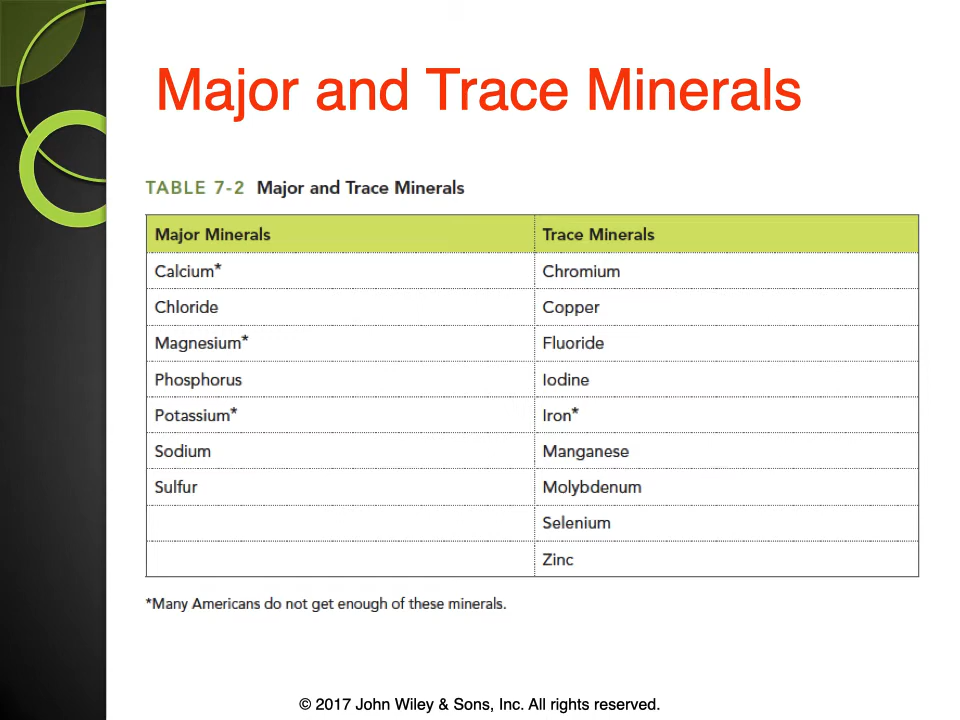 Major and Trace Minerals
TABLE 7-2 Major and Trace Minerals
Major Minerals Trace Minerals
Calcium* Chromium
Chloride Copper
Magnesium* Fluoride
Phosphorus Iodine
Potassium* Iron*
Sodium Manganese
Sulfur Molybdenum
Selenium
Zinc
*Many Americans do not get enough of these minerals.
© 2017 John Wiley & Sons, Inc. All rights reserved.